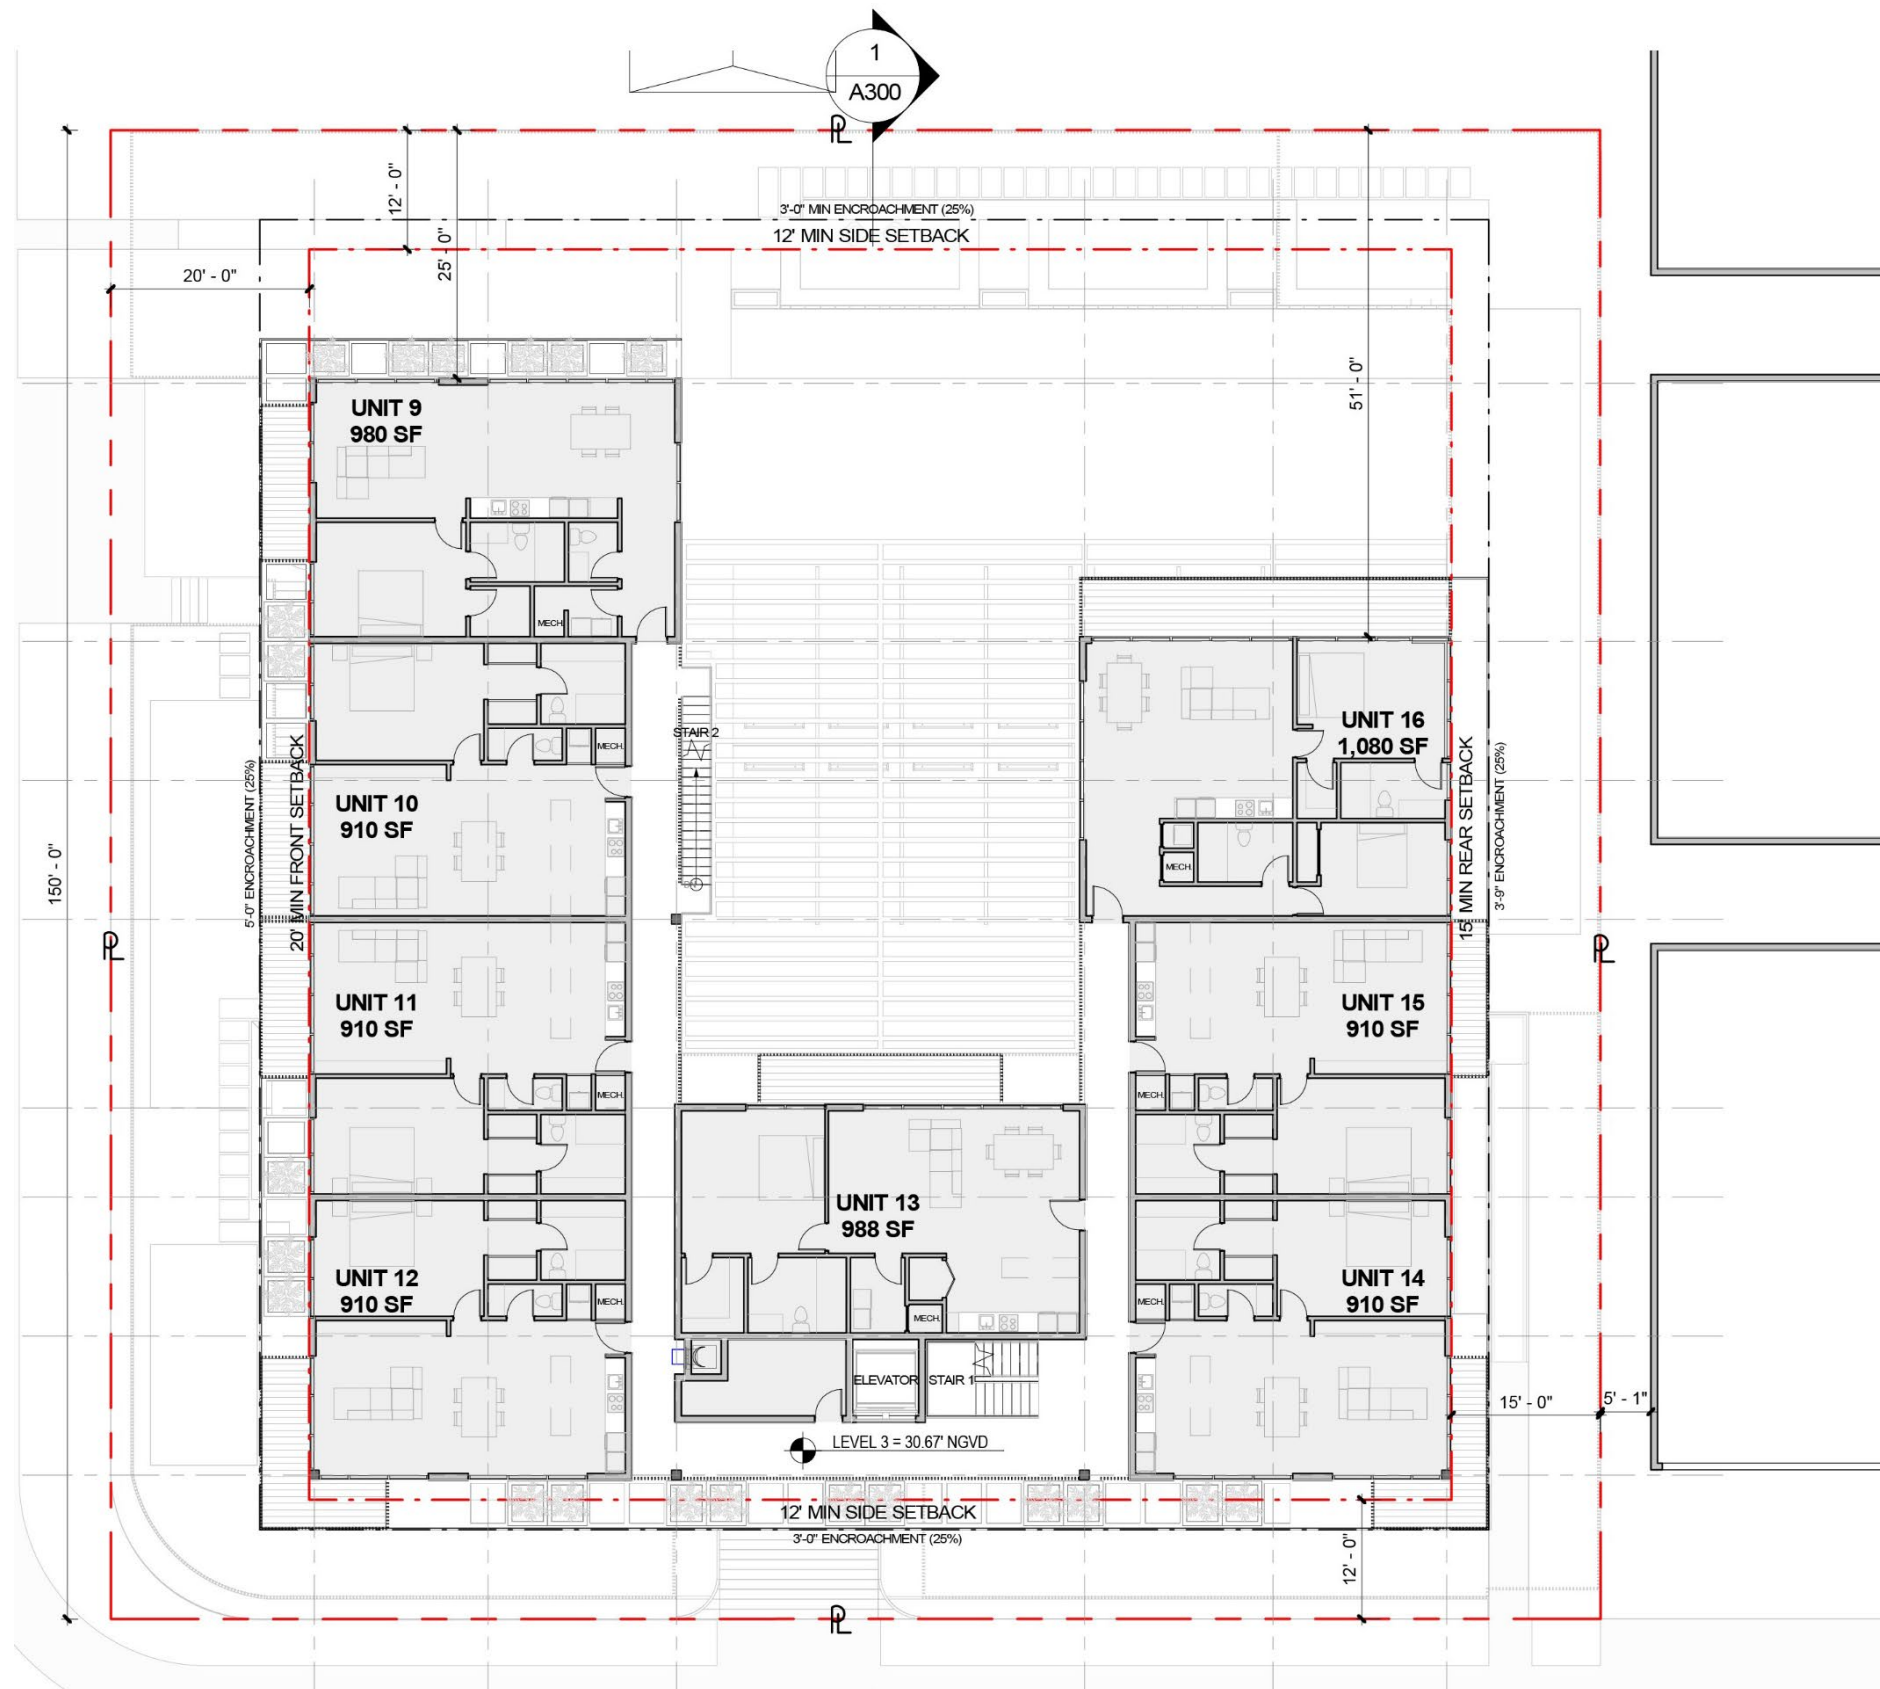 1
A300
12' - 0"
25' - 0"
20' - 0"
3'-0" MIN ENCROACHMENT (25%)
12' MIN SIDE SETBACK
51' - 0"
150' - 0"
UNIT 9
980 SF
MECH.
STAIR 2
MECH.
UNIT 10
910 SF
5'-0" ENCROACHMENT (25%)
20' MIN FRONT SETBACK
UNIT 16
1,080 SF
MECH.
15' MIN REAR SETBACK
3'-9" ENCROACHMENT (25%)
UNIT 11
910 SF
MECH.
UNIT 15
910 SF
MECH.
UNIT 13
988 SF
MECH.
UNIT 12
910 SF
MECH.
UNIT 14
910 SF
MECH.
ELEVATOR
STAIR 1
LEVEL 3 = 30.67' NGVD
15' - 0"
5' - 1"
12' MIN SIDE SETBACK
3'-0" ENCROACHMENT (25%)
12' - 0"
PL
PL
PL
PL